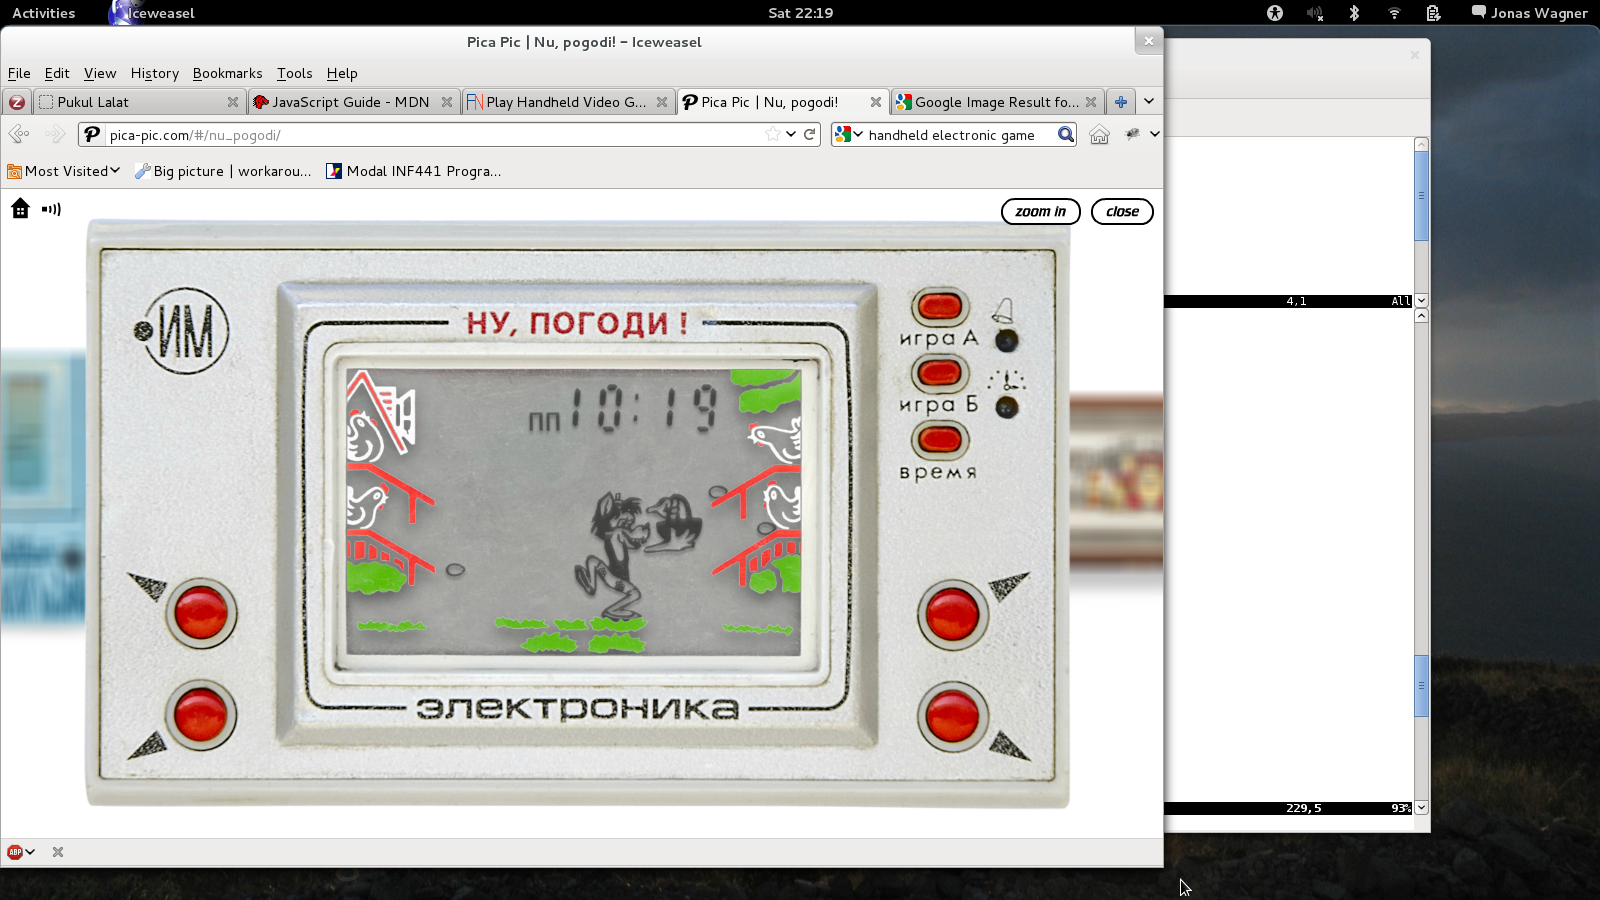 Activities Iceweasel Sat 22:19 Jonas Wagner
Pica Pic | Nu, pogodi! - Iceweasel
File Edit View History Bookmarks Tools Help
Pukul Lalat JavaScript Guide - MDN Play Handheld Video G... Pica Pic | Nu, pogodi! Google Image Result fo...
pica-pic.com/#/nu_pogodi/ handheld electronic game
Most Visited Big picture | workarou... Modal INF441 Progra...
zoom in close
ИМ
НУ, ПОГОДИ !
игра А
игра Б
время
пп 10:19
электроника
4,1 All
229,5 93%
ABP